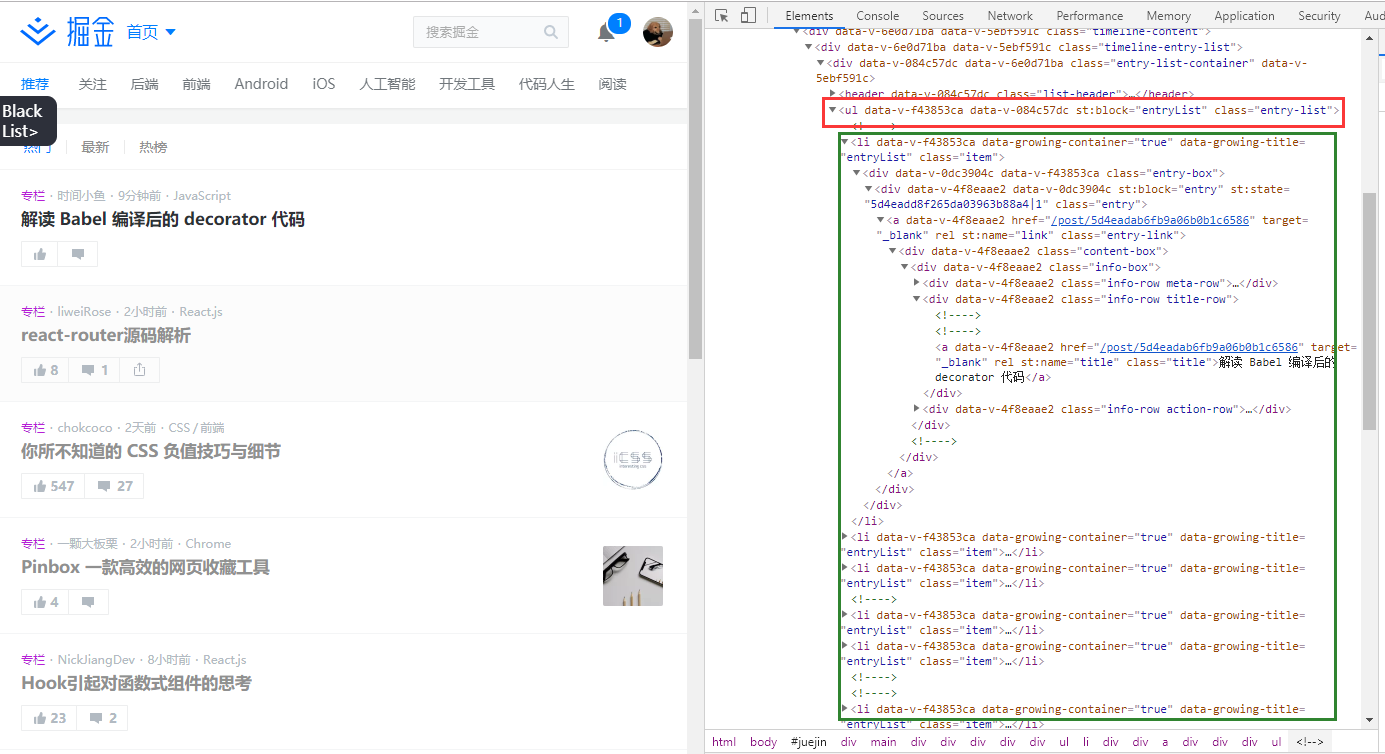 掘金 首页 搜索掘金 1
推荐 关注 后端 前端 Android iOS 人工智能 开发工具 代码人生 阅读
Black
List>
热门 最新 热榜
专栏 · 时间小鱼 · 9分钟前 · JavaScript
解读 Babel 编译后的 decorator 代码
专栏 · liweiRose · 2小时前 · React.js
react-router源码解析
8 1
专栏 · chokcoco · 2天前 · CSS / 前端
你所不知道的 CSS 负值技巧与细节
547 27
iCSS
专栏 · 一颗大板栗 · 2小时前 · Chrome
Pinbox 一款高效的网页收藏工具
4
专栏 · NickJiangDev · 8小时前 · React.js
Hook引起对函数式组件的思考
23 2
Elements Console Sources Network Performance Memory Application Security Aud
<div data-v-6e0d71ba data-v-5ebf591c class="timeline-content">
<div data-v-6e0d71ba data-v-5ebf591c class="timeline-entry-list">
<div data-v-084c57dc data-v-6e0d71ba class="entry-list-container" data-v-
5ebf591c>
<header data-v-084c57dc class="list-header">…</header>
<ul data-v-f43853ca data-v-084c57dc st:block="entryList" class="entry-list">
<!---->
<li data-v-f43853ca data-growing-container="true" data-growing-title=
"entryList" class="item">
<div data-v-0dc3904c data-v-f43853ca class="entry-box">
<div data-v-4f8eaae2 data-v-0dc3904c st:block="entry" st:state=
"5d4eadd8f265da03963b88a4|1" class="entry">
<a data-v-4f8eaae2 href="/post/5d4eadab6fb9a06b0b1c6586" target=
"_blank" rel st:name="link" class="entry-link">
<div data-v-4f8eaae2 class="content-box">
<div data-v-4f8eaae2 class="info-box">
<div data-v-4f8eaae2 class="info-row meta-row">…</div>
<div data-v-4f8eaae2 class="info-row title-row">
<!---->
<!---->
<a data-v-4f8eaae2 href="/post/5d4eadab6fb9a06b0b1c6586" target=
"_blank" rel st:name="title" class="title">解读 Babel 编译后的
decorator 代码</a>
</div>
<div data-v-4f8eaae2 class="info-row action-row">…</div>
</div>
<!---->
</div>
</a>
</div>
</div>
</li>
<li data-v-f43853ca data-growing-container="true" data-growing-title=
"entryList" class="item">…</li>
<li data-v-f43853ca data-growing-container="true" data-growing-title=
"entryList" class="item">…</li>
<!---->
<li data-v-f43853ca data-growing-container="true" data-growing-title=
"entryList" class="item">…</li>
<li data-v-f43853ca data-growing-container="true" data-growing-title=
"entryList" class="item">…</li>
<!---->
<!---->
<li data-v-f43853ca data-growing-container="true" data-growing-title=
"entryList" class="item">…</li>
html body #juejin div main div div div div div ul li div div a div div div ul <!-->